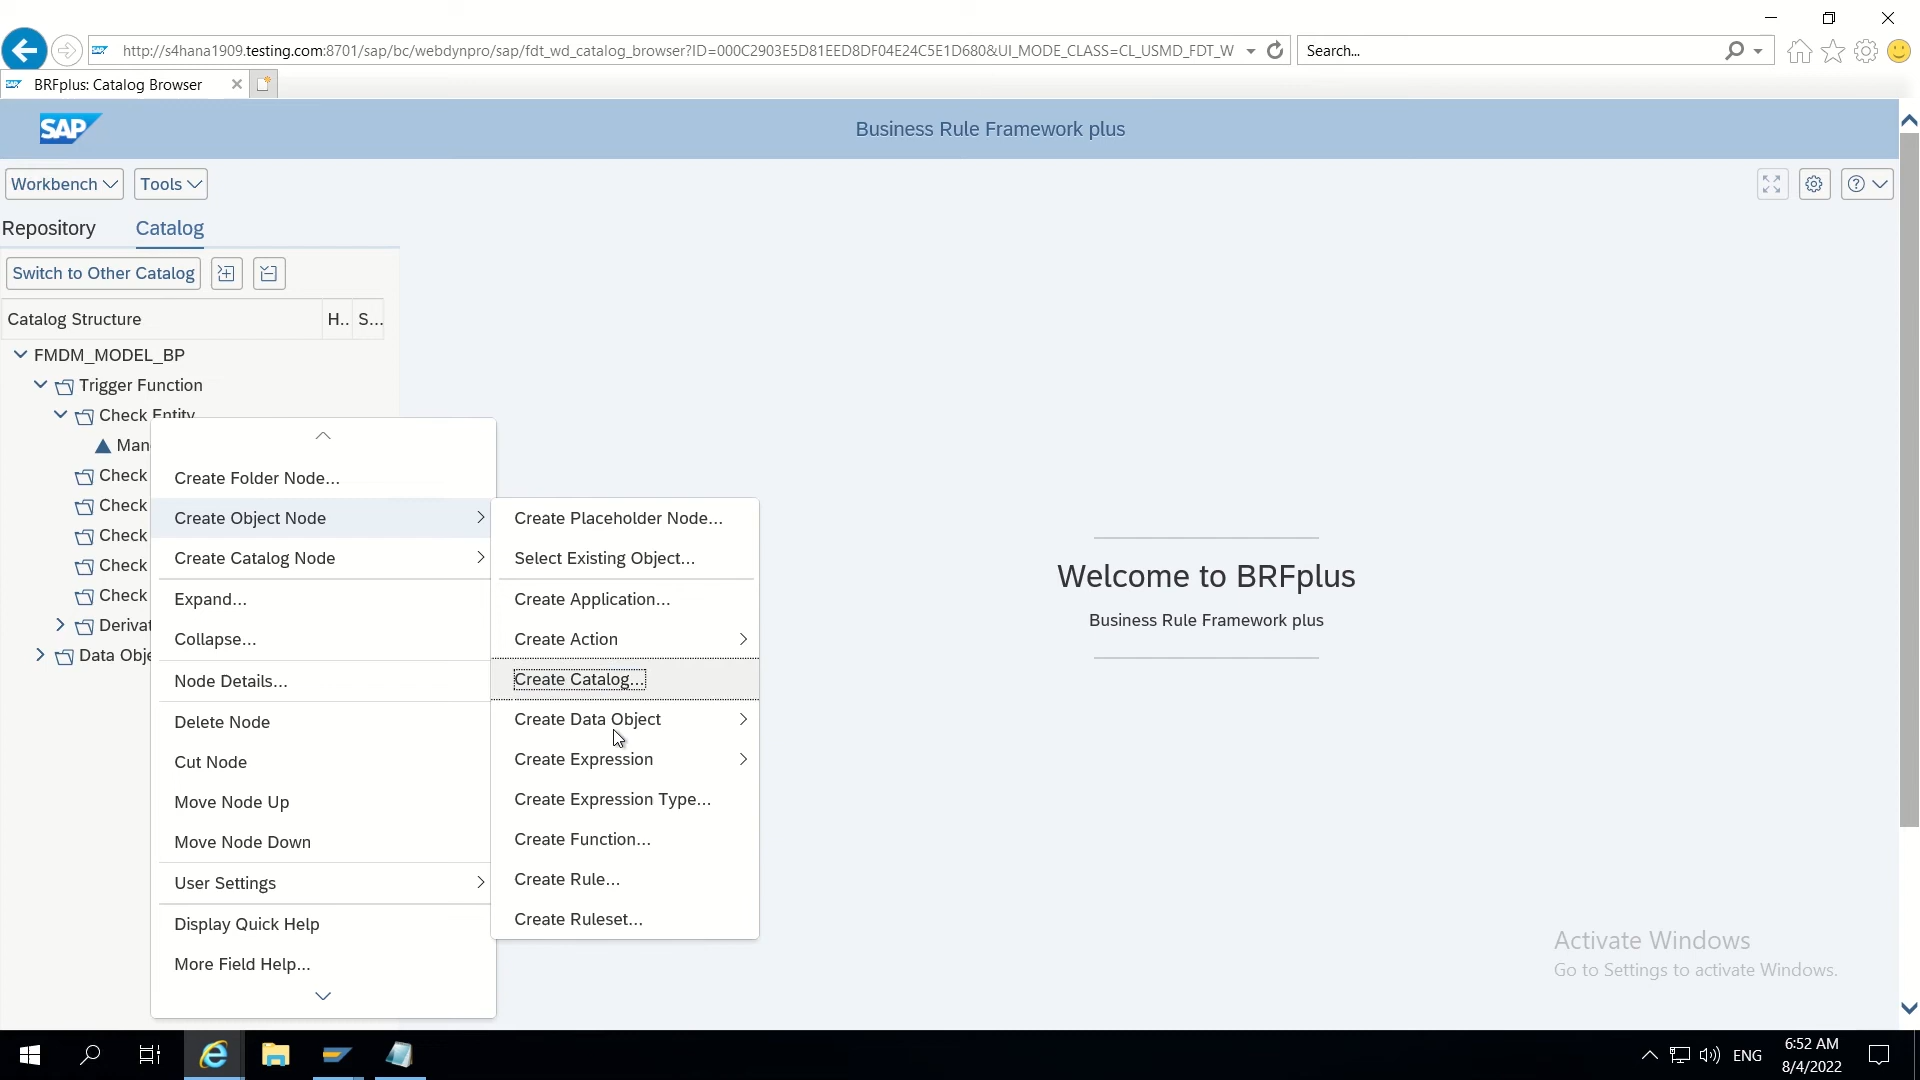 http://s4hana1909.testing.com:8701/sap/bc/webdynpro/sap/fdt_wd_catalog_browser?ID=000C2903E5D81EED8DF04E24C5E1D680&UI_MODE_CLASS=CL_USMD_FDT_W
Search...
BRFplus: Catalog Browser
SAP
Business Rule Framework plus
Workbench
Tools
Repository
Catalog
Switch to Other Catalog
Catalog Structure
H..
S...
FMDM_MODEL_BP
Trigger Function
Check Entity
Man
Check
Check
Check
Check
Check
Derivat
Data Obje
Create Folder Node...
Create Object Node
Create Catalog Node
Expand...
Collapse...
Node Details...
Delete Node
Cut Node
Move Node Up
Move Node Down
User Settings
Display Quick Help
More Field Help...
Create Placeholder Node...
Select Existing Object...
Create Application...
Create Action
Create Catalog...
Create Data Object
Create Expression
Create Expression Type...
Create Function...
Create Rule...
Create Ruleset...
Welcome to BRFplus
Business Rule Framework plus
Activate Windows
Go to Settings to activate Windows.
ENG
6:52 AM
8/4/2022